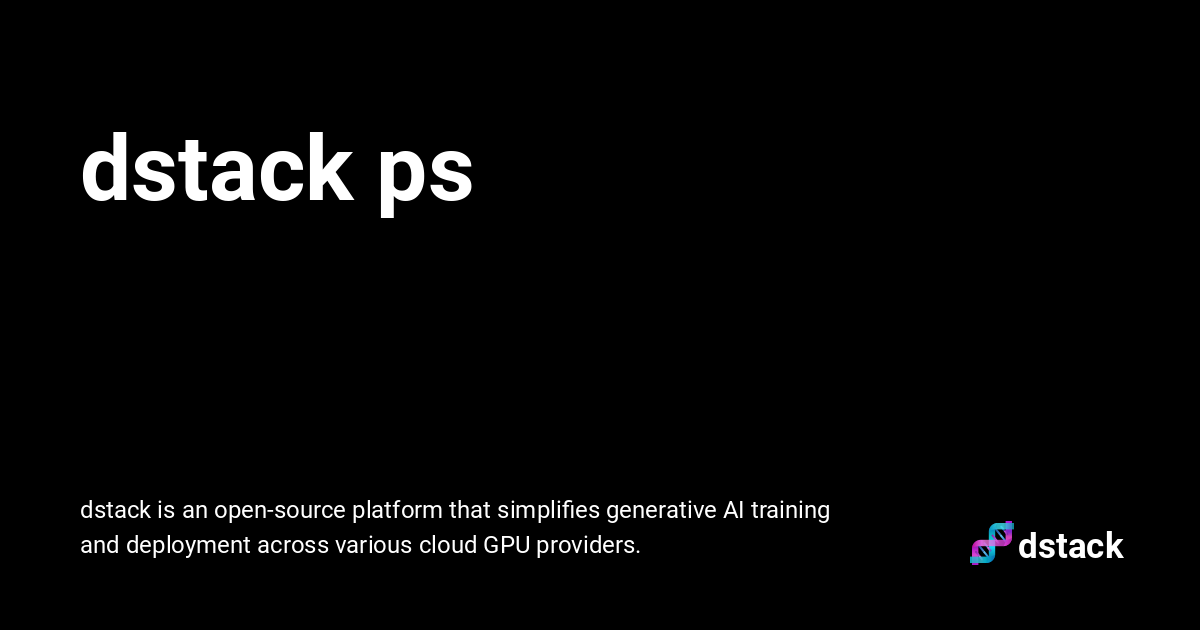 dstack ps
dstack is an open-source platform that simplifies generative AI training
and deployment across various cloud GPU providers.
dstack